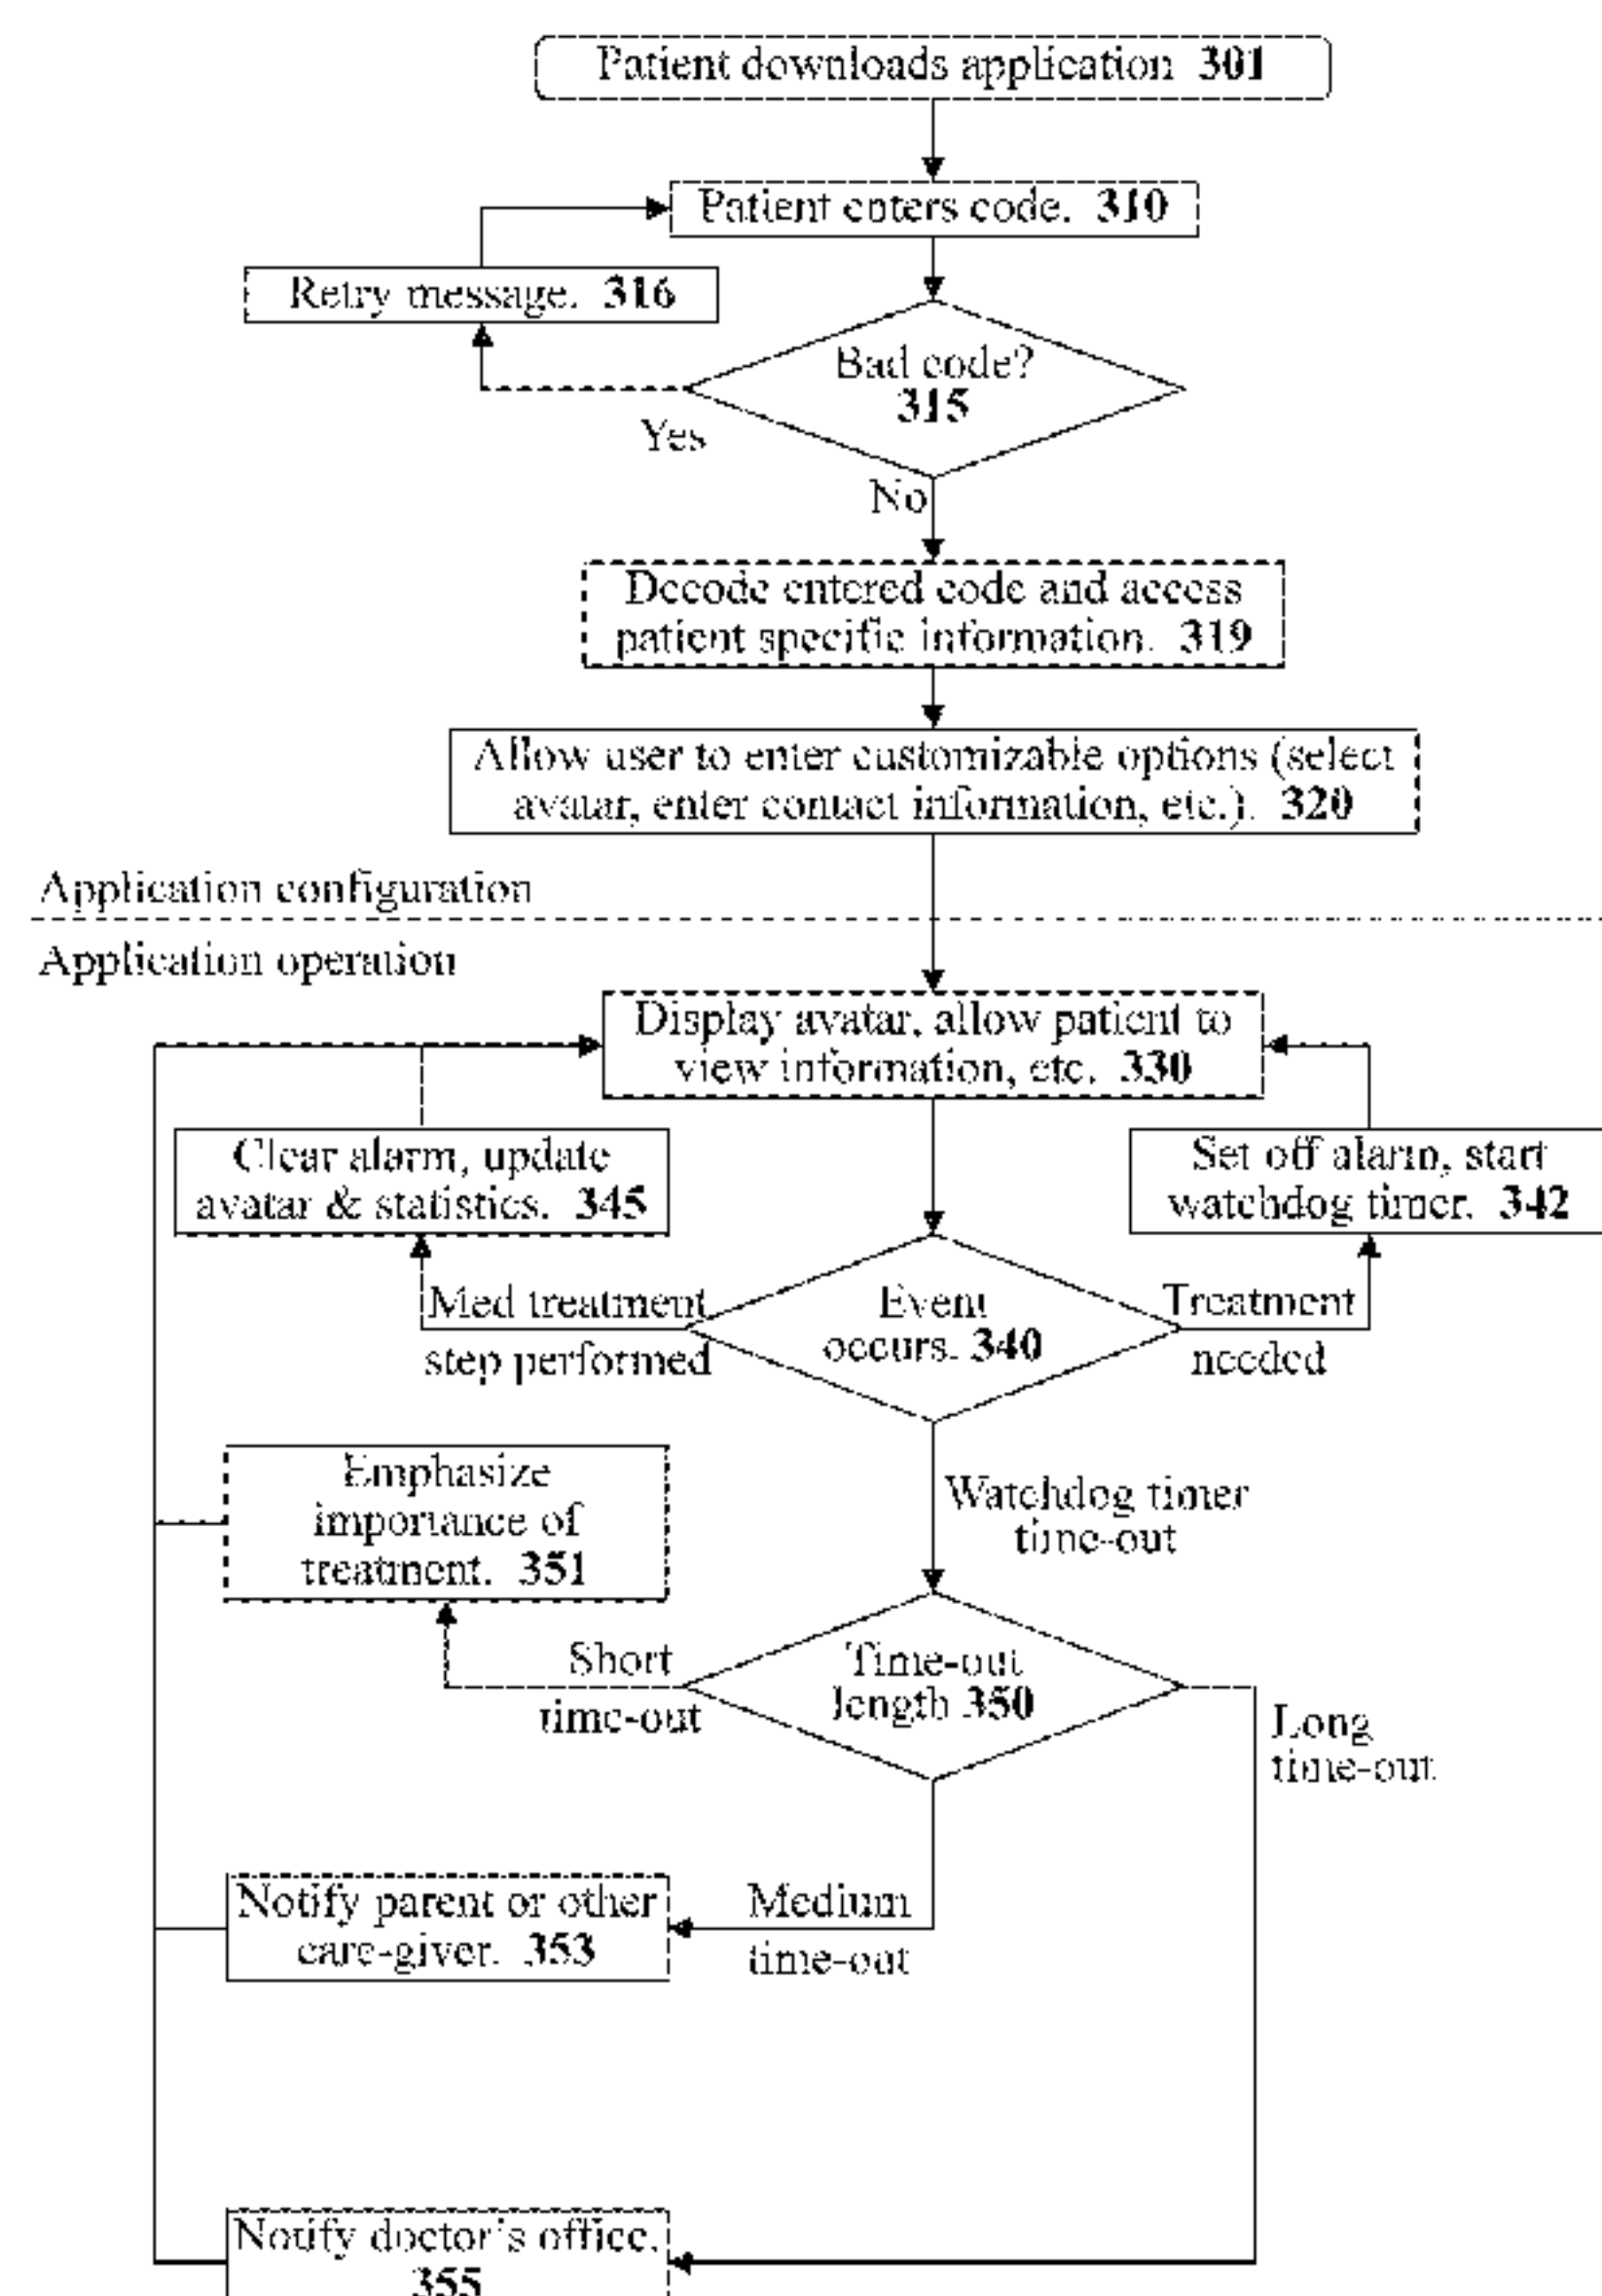 Patient downloads application 301
Patient enters code. 310
Retry message. 316
Bad code?
315
Yes
No
Decode entered code and access
patient specific information. 319
Allow user to enter customizable options (select
avatar, enter contact information, etc.). 320
Application configuration
Application operation
Display avatar, allow patient to
view information, etc. 330
Clear alarm, update
avatar & statistics. 345
Set off alarm, start
watchdog timer. 342
Med treatment
step performed
Event
occurs. 340
Treatment
needed
Emphasize
importance of
treatment. 351
Watchdog timer
time-out
Short
time-out
Time-out
length 350
Long
time-out
Notify parent or other
care-giver. 353
Medium
time-out
Notify doctor's office.
355